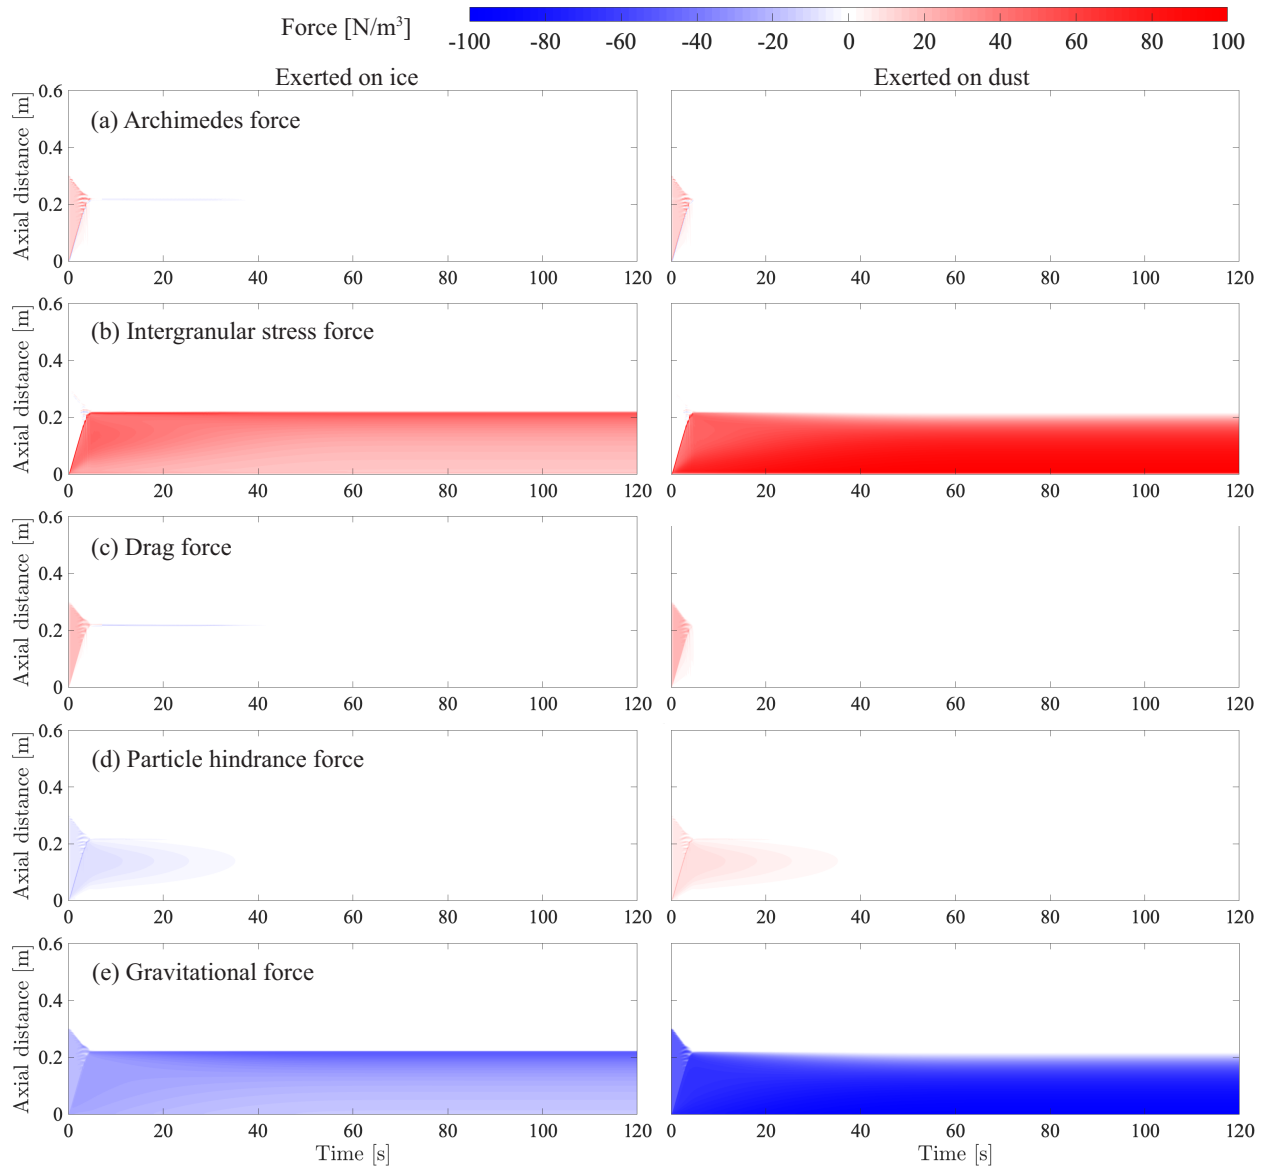 Force [N/m³]
-100 -80 -60 -40 -20 0 20 40 60 80 100
Exerted on ice
Exerted on dust
(a) Archimedes force
Axial distance [m]
0.6
0.4
0.2
0
0 20 40 60 80 100 120
0 20 40 60 80 100 120
(b) Intergranular stress force
Axial distance [m]
0.6
0.4
0.2
0
0 20 40 60 80 100 120
0 20 40 60 80 100 120
(c) Drag force
Axial distance [m]
0.6
0.4
0.2
0
0 20 40 60 80 100 120
0 20 40 60 80 100 120
(d) Particle hindrance force
Axial distance [m]
0.6
0.4
0.2
0
0 20 40 60 80 100 120
0 20 40 60 80 100 120
(e) Gravitational force
Axial distance [m]
0.6
0.4
0.2
0
0 20 40 60 80 100 120
Time [s]
0 20 40 60 80 100 120
Time [s]